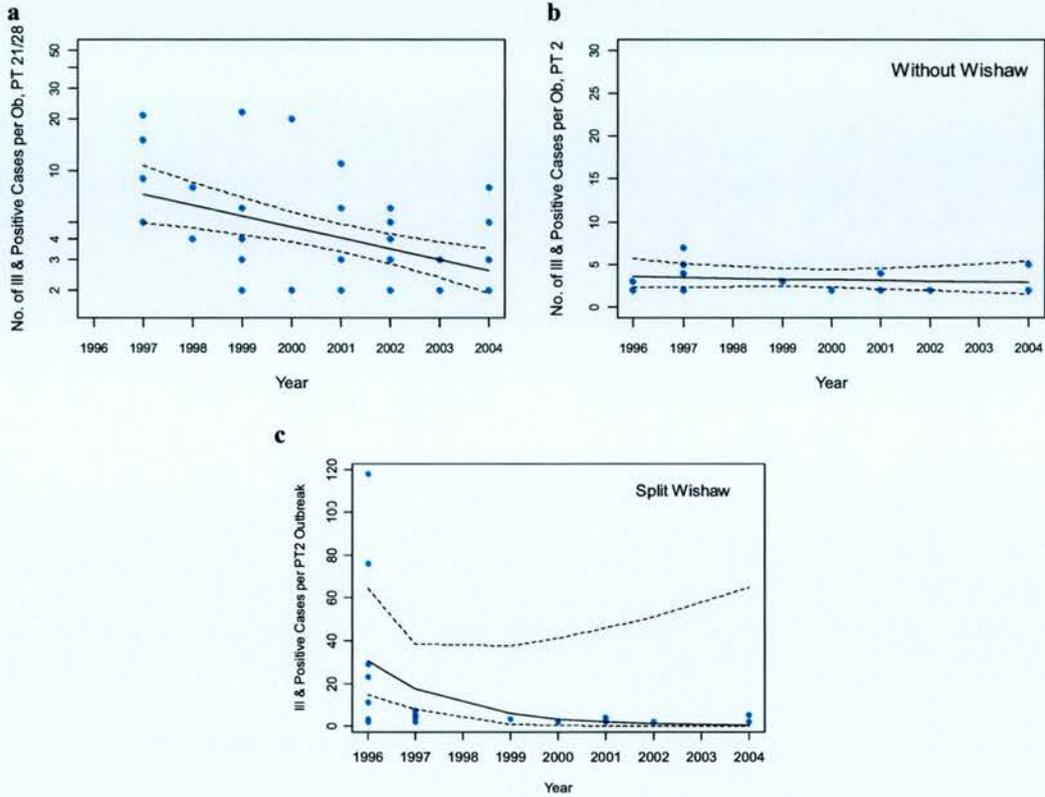 a
No. of Ill & Positive Cases per Ob, PT 21/28
50
30
20
10
4
3
2
1996 1997 1998 1999 2000 2001 2002 2003 2004
Year
b
No. of Ill & Positive Cases per Ob, PT 2
Without Wishaw
30
25
20
15
10
5
0
1996 1997 1998 1999 2000 2001 2002 2003 2004
Year
c
Ill & Positive Cases per PT2 Outbreak
Split Wishaw
120
100
80
60
40
20
0
1996 1997 1998 1999 2000 2001 2002 2003 2004
Year